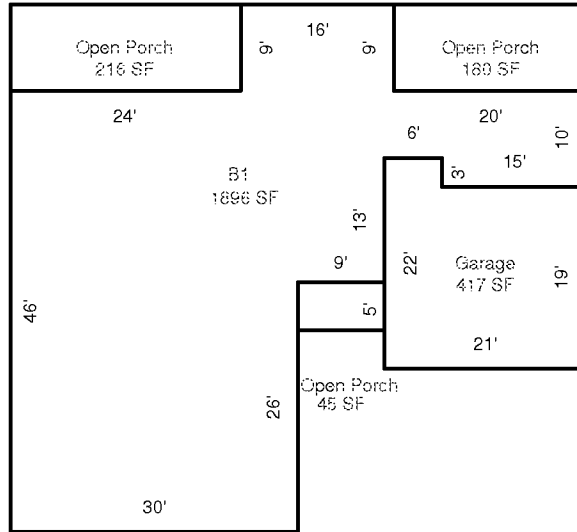 16'
Open Porch
216 SF
9'
9'
Open Porch
180 SF
24'
20'
6'
10'
15'
3'
B1
1896 SF
13'
9'
22'
Garage
417 SF
19'
46'
5'
21'
Open Porch
45 SF
26'
30'